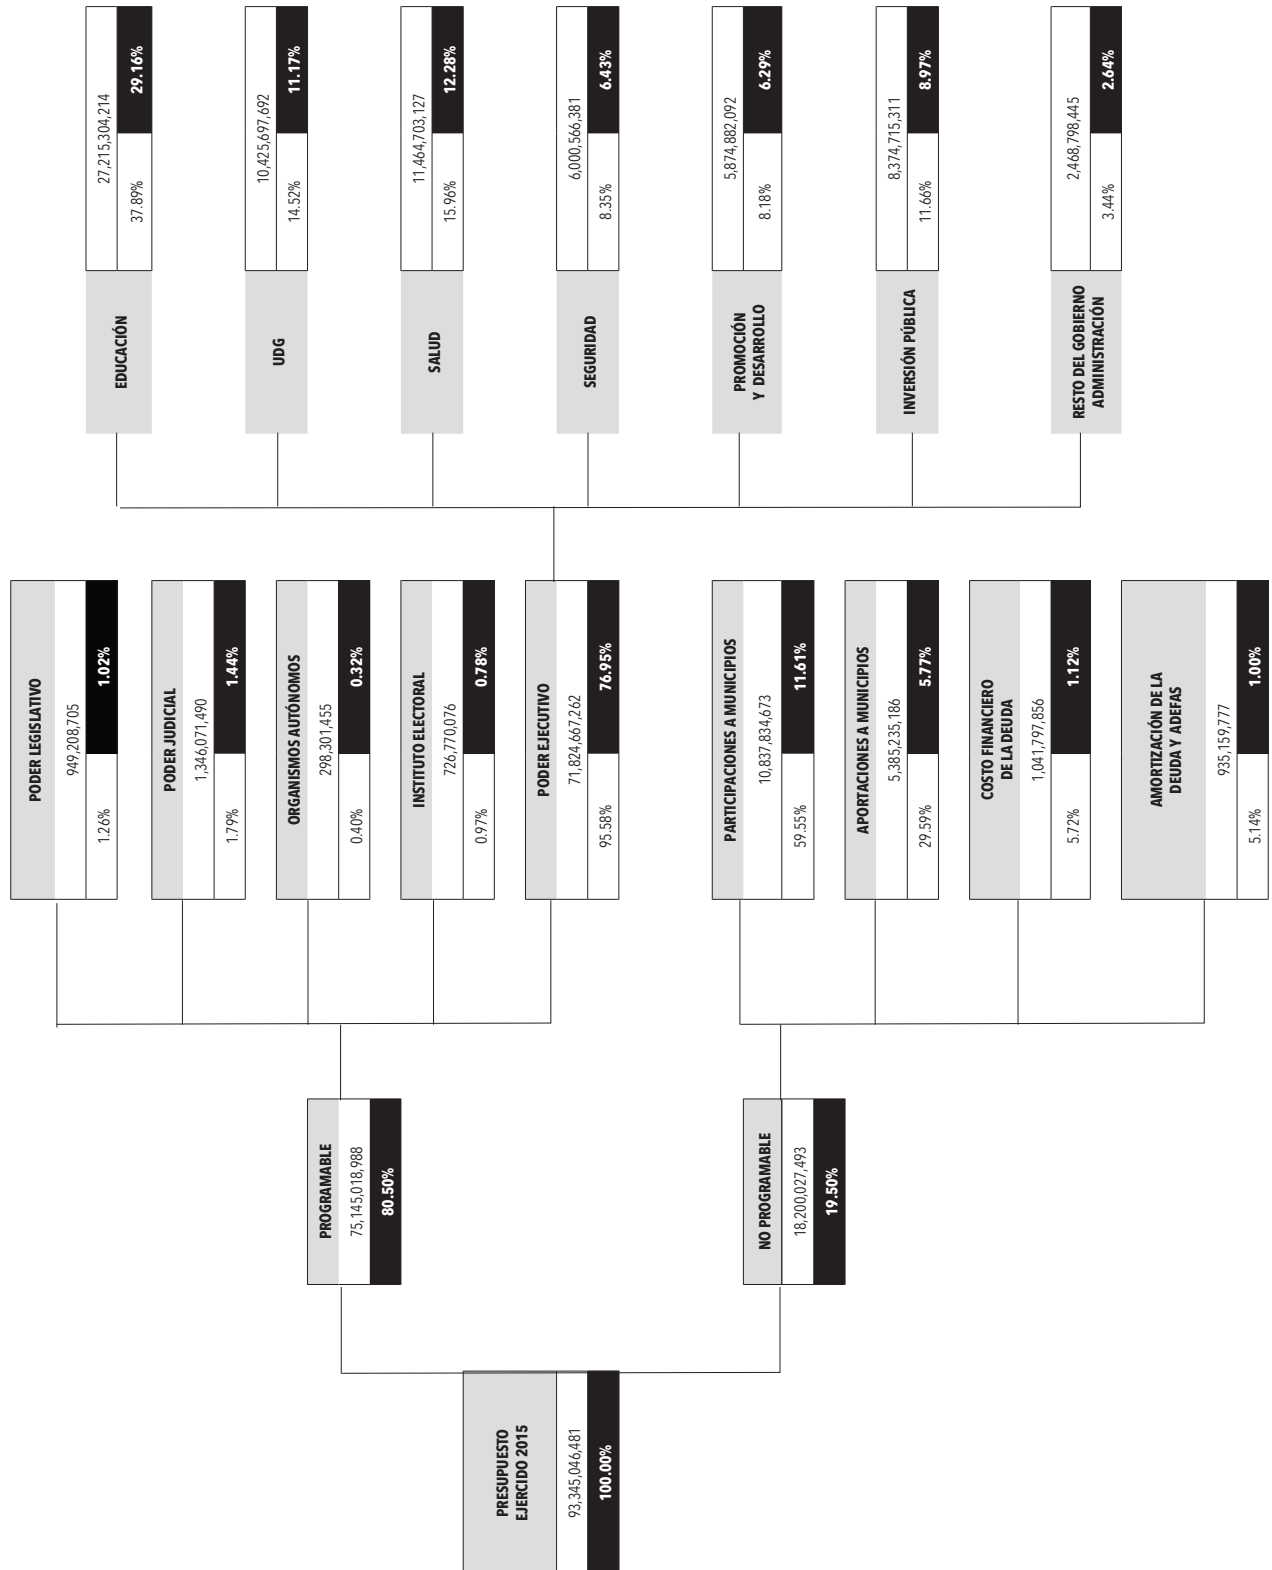 PRESUPUESTO
EJERCIDO 2015
93,345,046,481
100.00%
PROGRAMABLE
75,145,018,988
80.50%
NO PROGRAMABLE
18,200,027,493
19.50%
PODER LEGISLATIVO
949,208,705
1.26%
1.02%
PODER JUDICIAL
1,346,071,490
1.79%
1.44%
ORGANISMOS AUTÓNOMOS
298,301,455
0.40%
0.32%
INSTITUTO ELECTORAL
726,770,076
0.97%
0.78%
PODER EJECUTIVO
71,824,667,262
95.58%
76.95%
PARTICIPACIONES A MUNICIPIOS
10,837,834,673
59.55%
11.61%
APORTACIONES A MUNICIPIOS
5,385,235,186
29.59%
5.77%
COSTO FINANCIERO
DE LA DEUDA
1,041,797,856
5.72%
1.12%
AMORTIZACIÓN DE LA
DEUDA Y ADEFAS
935,159,777
5.14%
1.00%
EDUCACIÓN
27,215,304,214
37.89%
29.16%
UDG
10,425,697,692
14.52%
11.17%
SALUD
11,464,703,127
15.96%
12.28%
SEGURIDAD
6,000,566,381
8.35%
6.43%
PROMOCIÓN
Y DESARROLLO
5,874,882,092
8.18%
6.29%
INVERSIÓN PÚBLICA
8,374,715,311
11.66%
8.97%
RESTO DEL GOBIERNO
ADMINISTRACIÓN
2,468,798,445
3.44%
2.64%